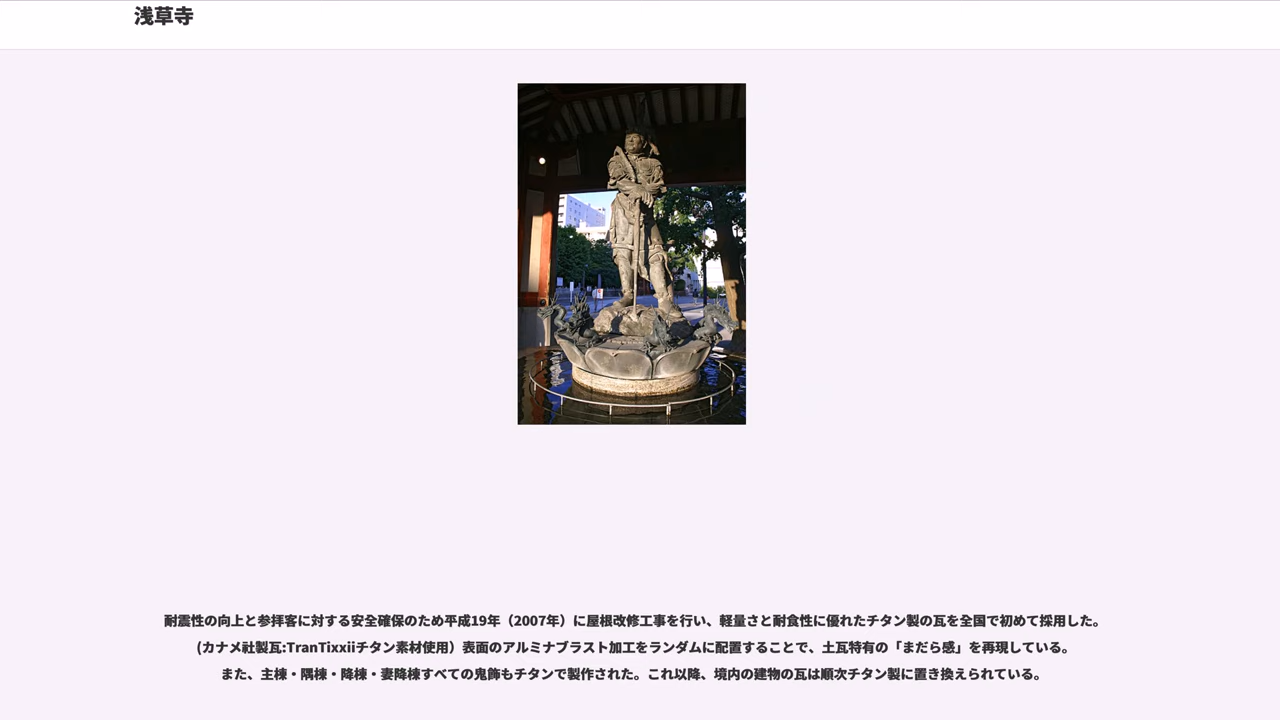 浅草寺
耐震性の向上と参拝客に対する安全確保のため平成19年（2007年）に屋根改修工事を行い、軽量さと耐食性に優れたチタン製の瓦を全国で初めて採用した。
(カナメ社製瓦:TranTixxiiチタン素材使用）表面のアルミナブラスト加工をランダムに配置することで、土瓦特有の「まだら感」を再現している。
また、主棟・隅棟・降棟・妻降棟すべての鬼飾もチタンで製作された。これ以降、境内の建物の瓦は順次チタン製に置き換えられている。